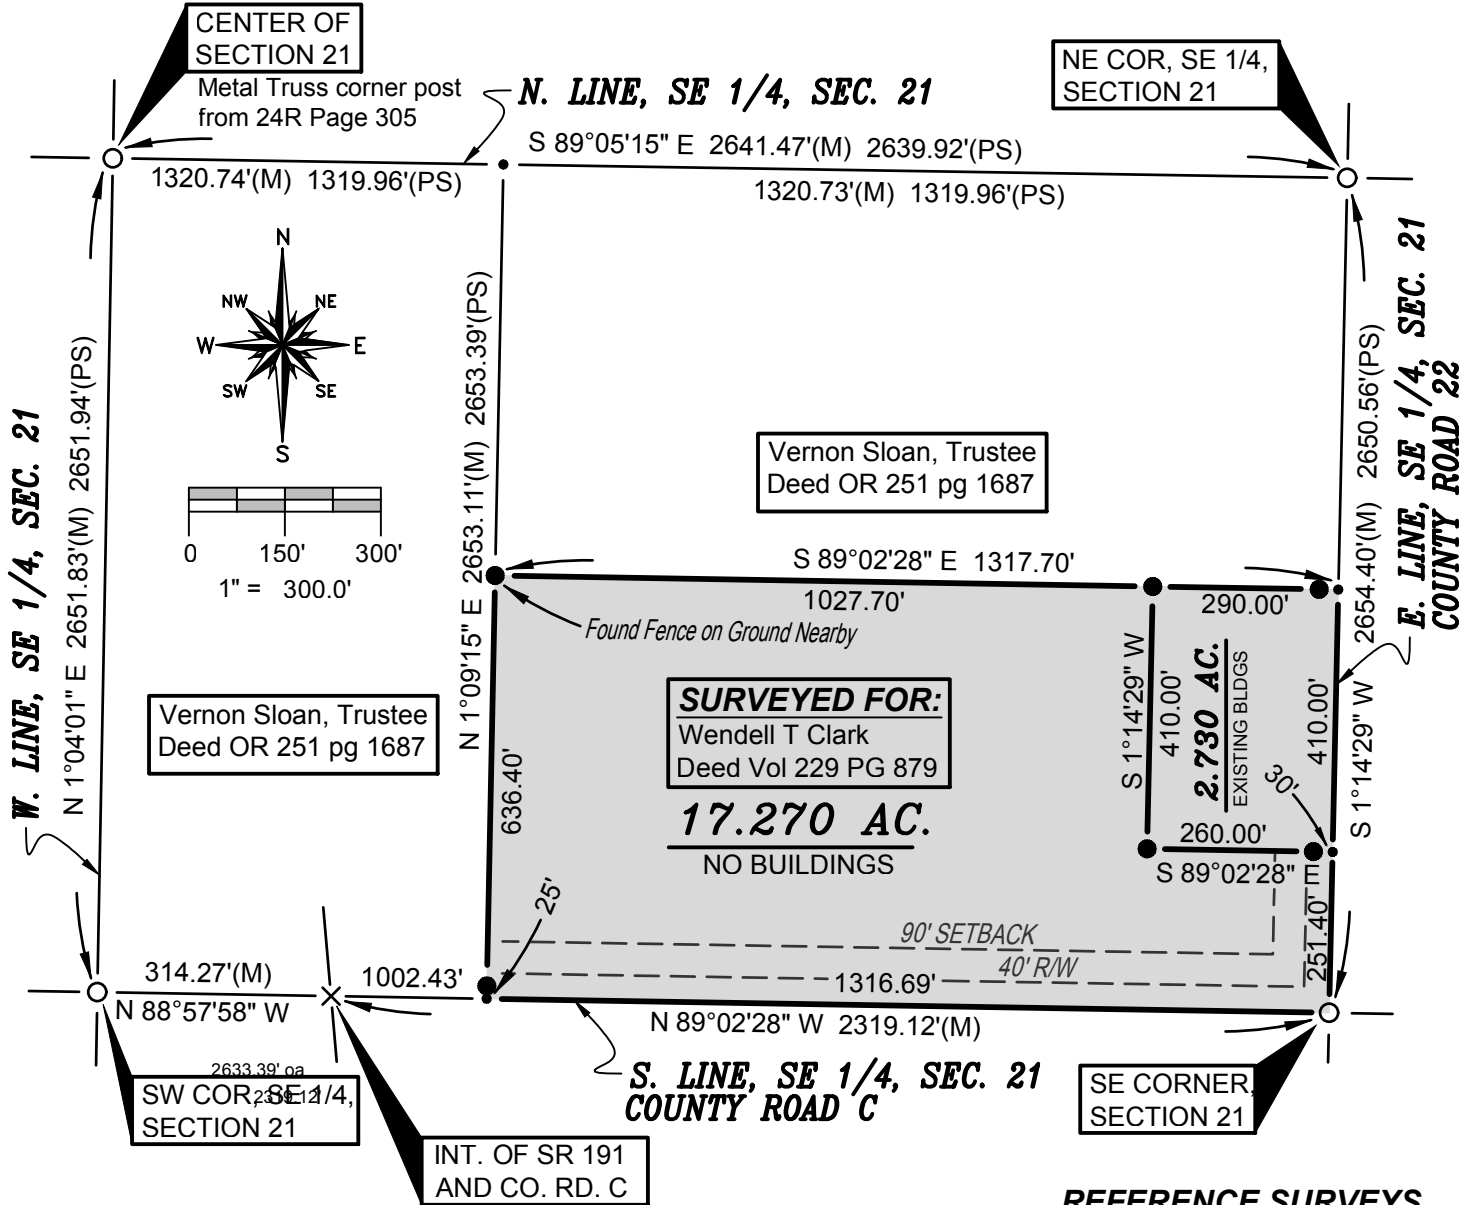 CENTER OF
SECTION 21
Metal Truss corner post
from 24R Page 305
N. LINE, SE 1/4, SEC. 21
NE COR, SE 1/4,
SECTION 21
S 89°05'15" E 2641.47'(M) 2639.92'(PS)
1320.74'(M) 1319.96'(PS)
1320.73'(M) 1319.96'(PS)
N
NW
NE
W
E
SW
SE
S
0 150' 300'
1" = 300.0'
W. LINE, SE 1/4, SEC. 21
N 1°04'01" E 2651.83'(M) 2651.94'(PS)
N 1°09'15" E 2653.11'(M) 2653.39'(PS)
Vernon Sloan, Trustee
Deed OR 251 pg 1687
2654.40'(M) 2650.56'(PS)
E. LINE, SE 1/4, SEC. 21
COUNTY ROAD 22
S 89°02'28" E 1317.70'
1027.70'
290.00'
Found Fence on Ground Nearby
Vernon Sloan, Trustee
Deed OR 251 pg 1687
636.40'
SURVEYED FOR:
Wendell T Clark
Deed Vol 229 PG 879
17.270 AC.
NO BUILDINGS
S 1°14'29" W
410.00'
2.730 AC.
EXISTING BLDGS
410.00'
S 1°14'29" W
30'
260.00'
S 89°02'28" E
251.40'
25'
90' SETBACK
40' R/W
314.27'(M)
1002.43'
1316.69'
N 88°57'58" W
N 89°02'28" W 2319.12'(M)
2633.39' oa
2319.12'
SW COR, SE 1/4,
SECTION 21
S. LINE, SE 1/4, SEC. 21
COUNTY ROAD C
SE CORNER,
SECTION 21
INT. OF SR 191
AND CO. RD. C
REFERENCE SURVEYS